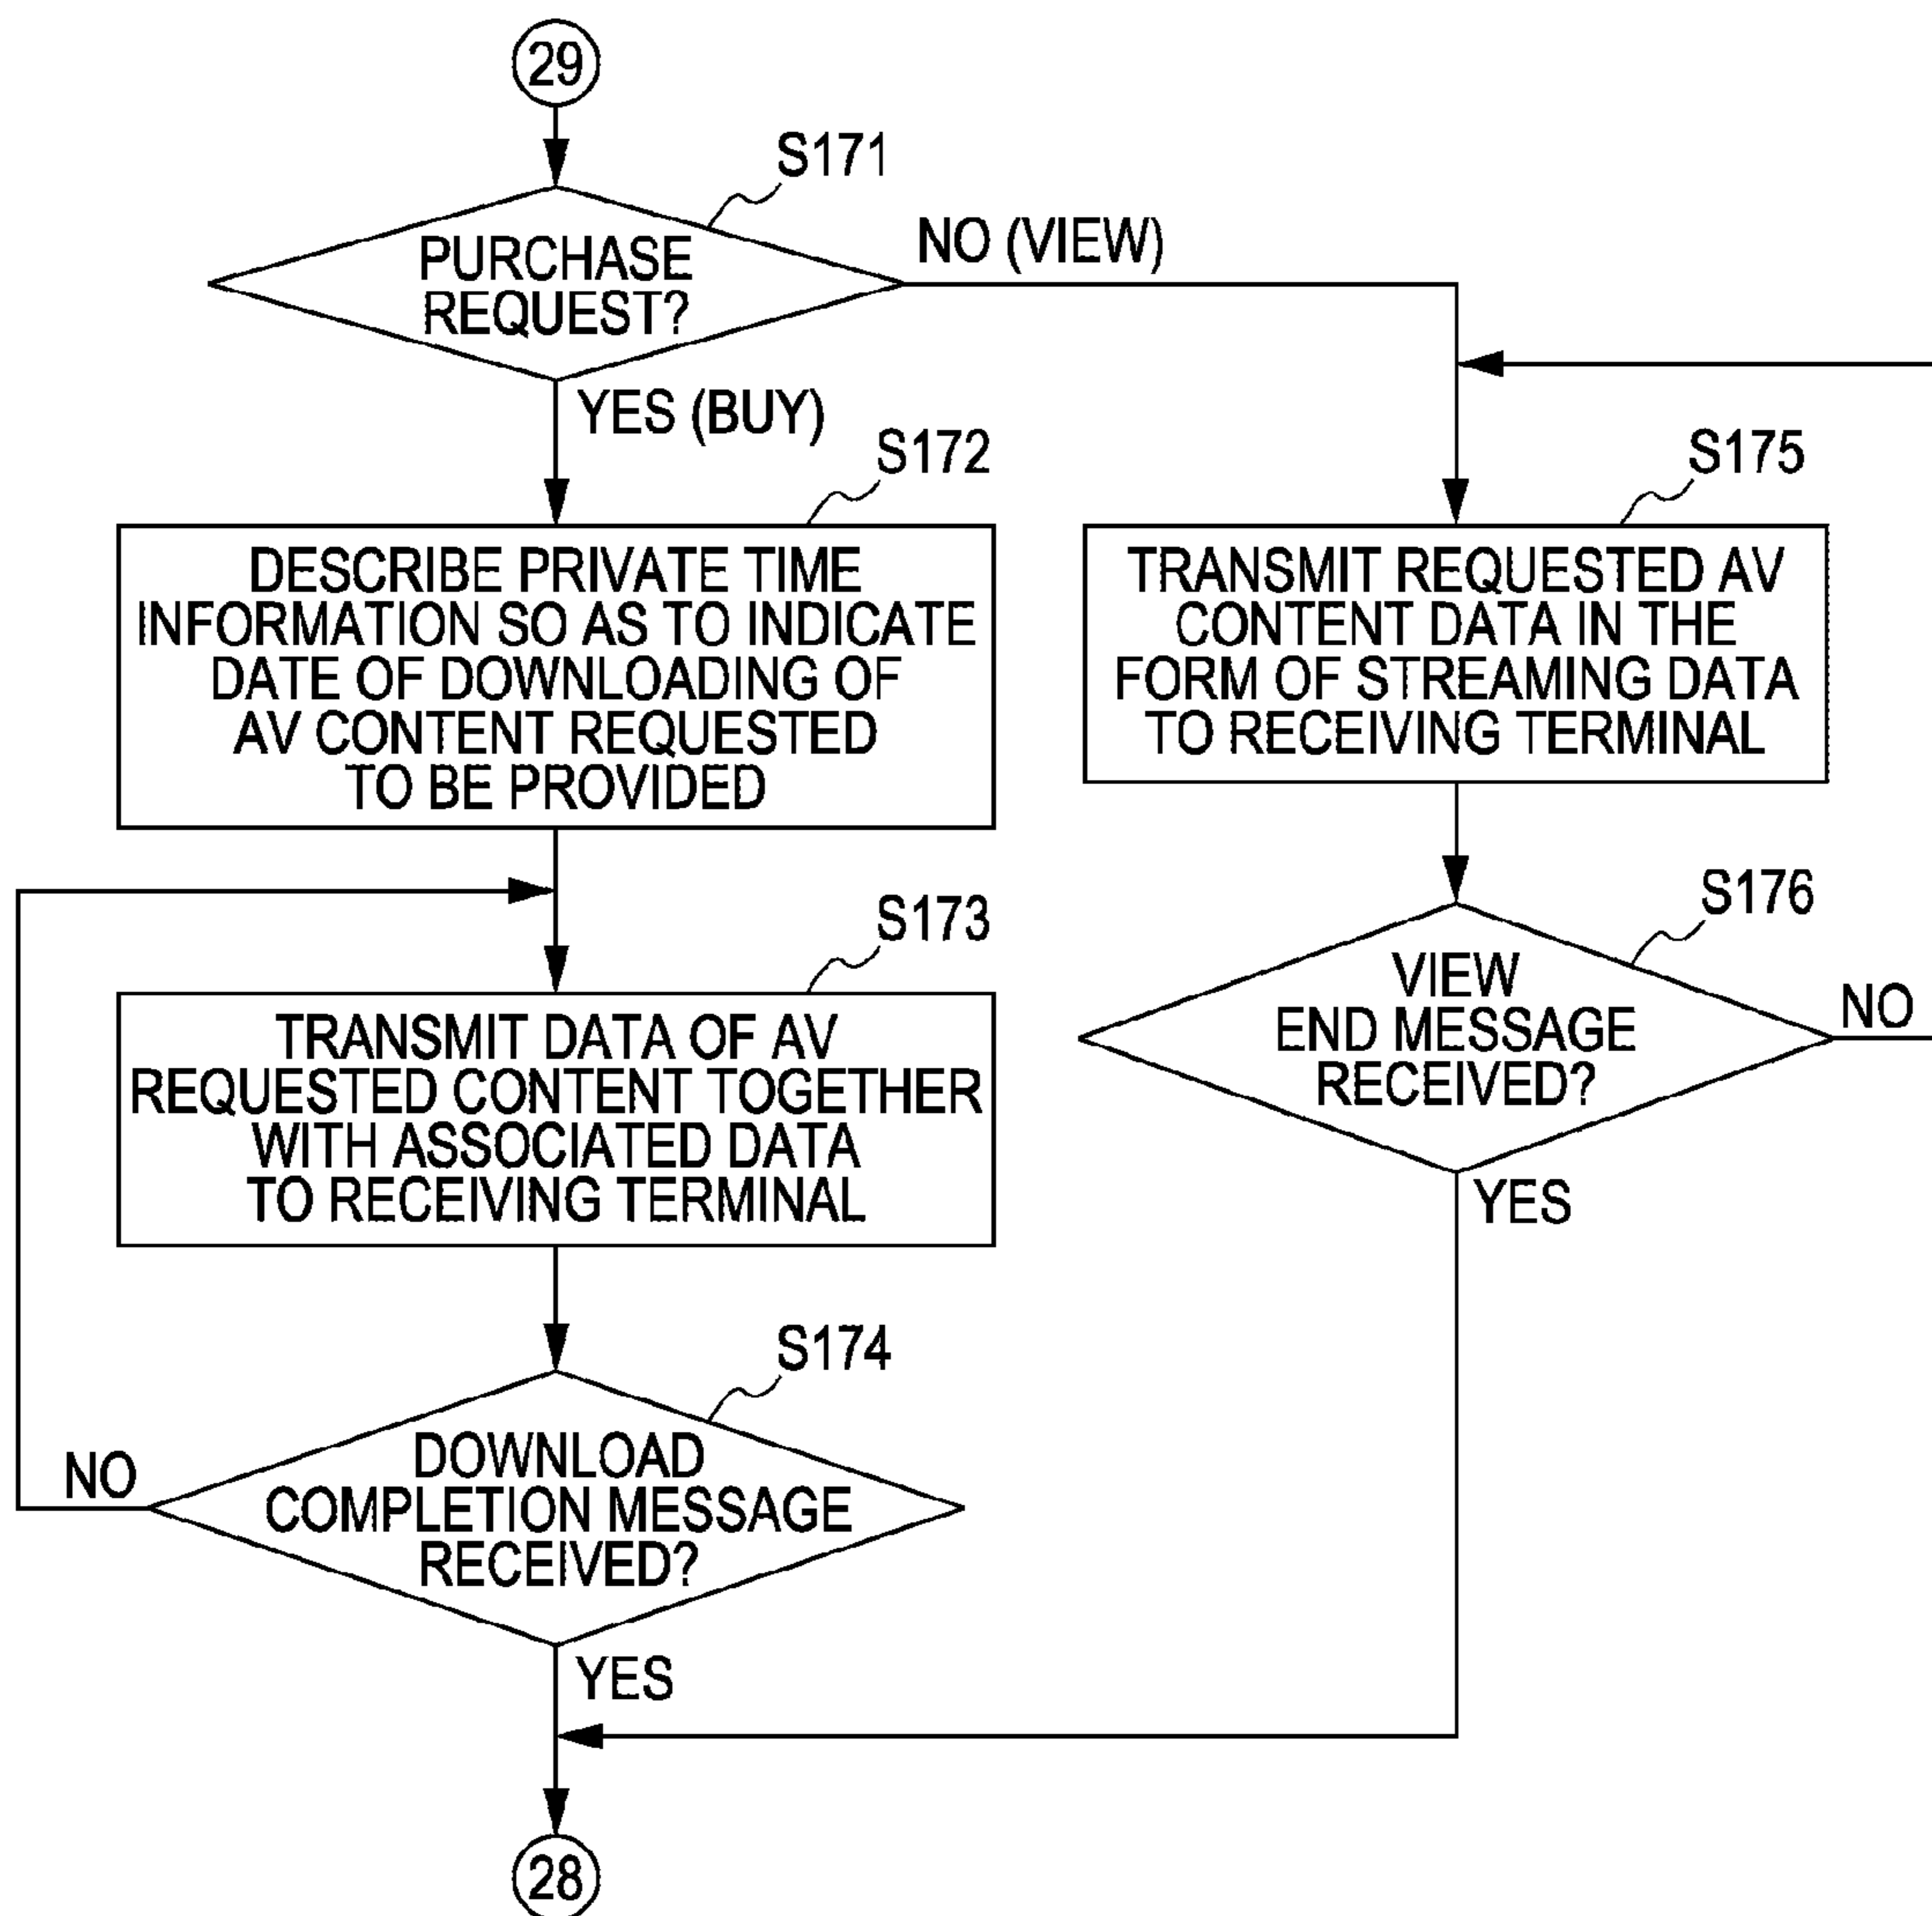 29
S171
PURCHASE
REQUEST?
NO (VIEW)
YES (BUY)
S172
DESCRIBE PRIVATE TIME
INFORMATION SO AS TO INDICATE
DATE OF DOWNLOADING OF
AV CONTENT REQUESTED
TO BE PROVIDED
S175
TRANSMIT REQUESTED AV
CONTENT DATA IN THE
FORM OF STREAMING DATA
TO RECEIVING TERMINAL
S173
TRANSMIT DATA OF AV
REQUESTED CONTENT TOGETHER
WITH ASSOCIATED DATA
TO RECEIVING TERMINAL
S176
VIEW
END MESSAGE
RECEIVED?
NO
YES
S174
DOWNLOAD
COMPLETION MESSAGE
RECEIVED?
NO
YES
28